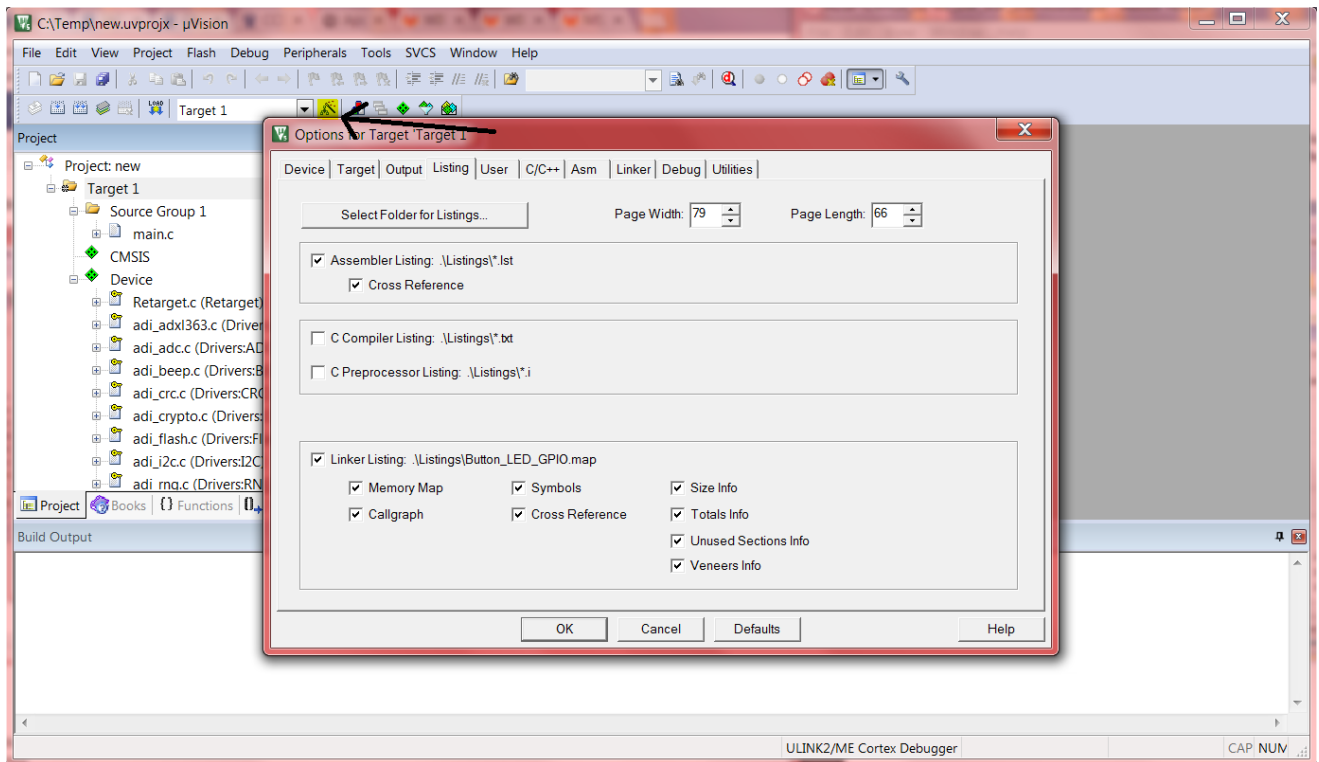 C:\Temp\new.uvprojx - µVision
File Edit View Project Flash Debug Peripherals Tools SVCS Window Help
LOAD Target 1
Project
Project: new
Target 1
Source Group 1
main.c
CMSIS
Device
Retarget.c (Retarget)
adi_adxl363.c (Driver
adi_adc.c (Drivers:AD
adi_beep.c (Drivers:B
adi_crc.c (Drivers:CRC
adi_crypto.c (Drivers:
adi_flash.c (Drivers:Fl
adi_i2c.c (Drivers:I2C
adi_rng.c (Drivers:RN
Project Books {} Functions
Options for Target 'Target 1'
Device Target Output Listing User C/C++ Asm Linker Debug Utilities
Select Folder for Listings... Page Width: 79 Page Length: 66
Assembler Listing: .\Listings\*.lst
Cross Reference
C Compiler Listing: .\Listings\*.txt
C Preprocessor Listing: .\Listings\*.i
Linker Listing: .\Listings\Button_LED_GPIO.map
Memory Map Symbols Size Info
Callgraph Cross Reference Totals Info
Unused Sections Info
Veneers Info
OK Cancel Defaults Help
Build Output
ULINK2/ME Cortex Debugger CAP NUM